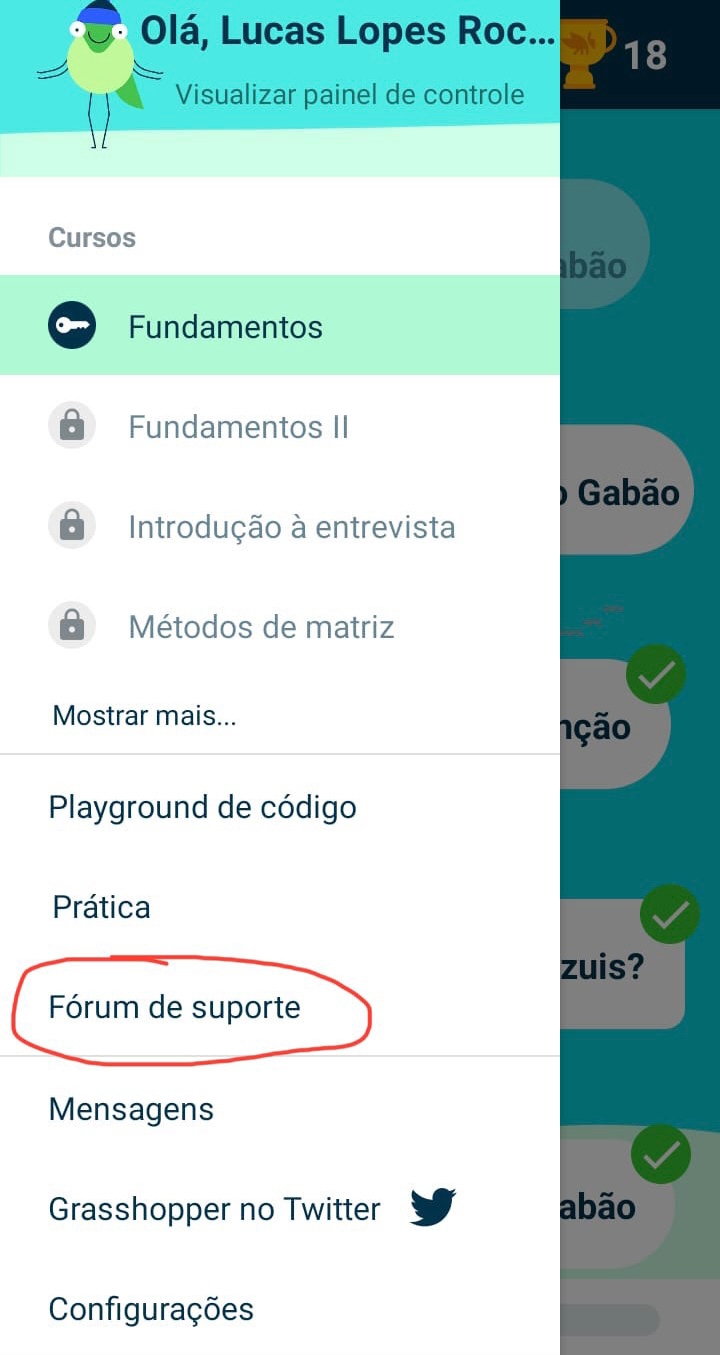 Olá, Lucas Lopes Roc...
18
Visualizar painel de controle
Cursos
Fundamentos
Fundamentos II
Introdução à entrevista
Métodos de matriz
Mostrar mais...
Playground de código
Prática
Fórum de suporte
Mensagens
Grasshopper no Twitter
Configurações
abão
o Gabão
nção
zuis?
abão